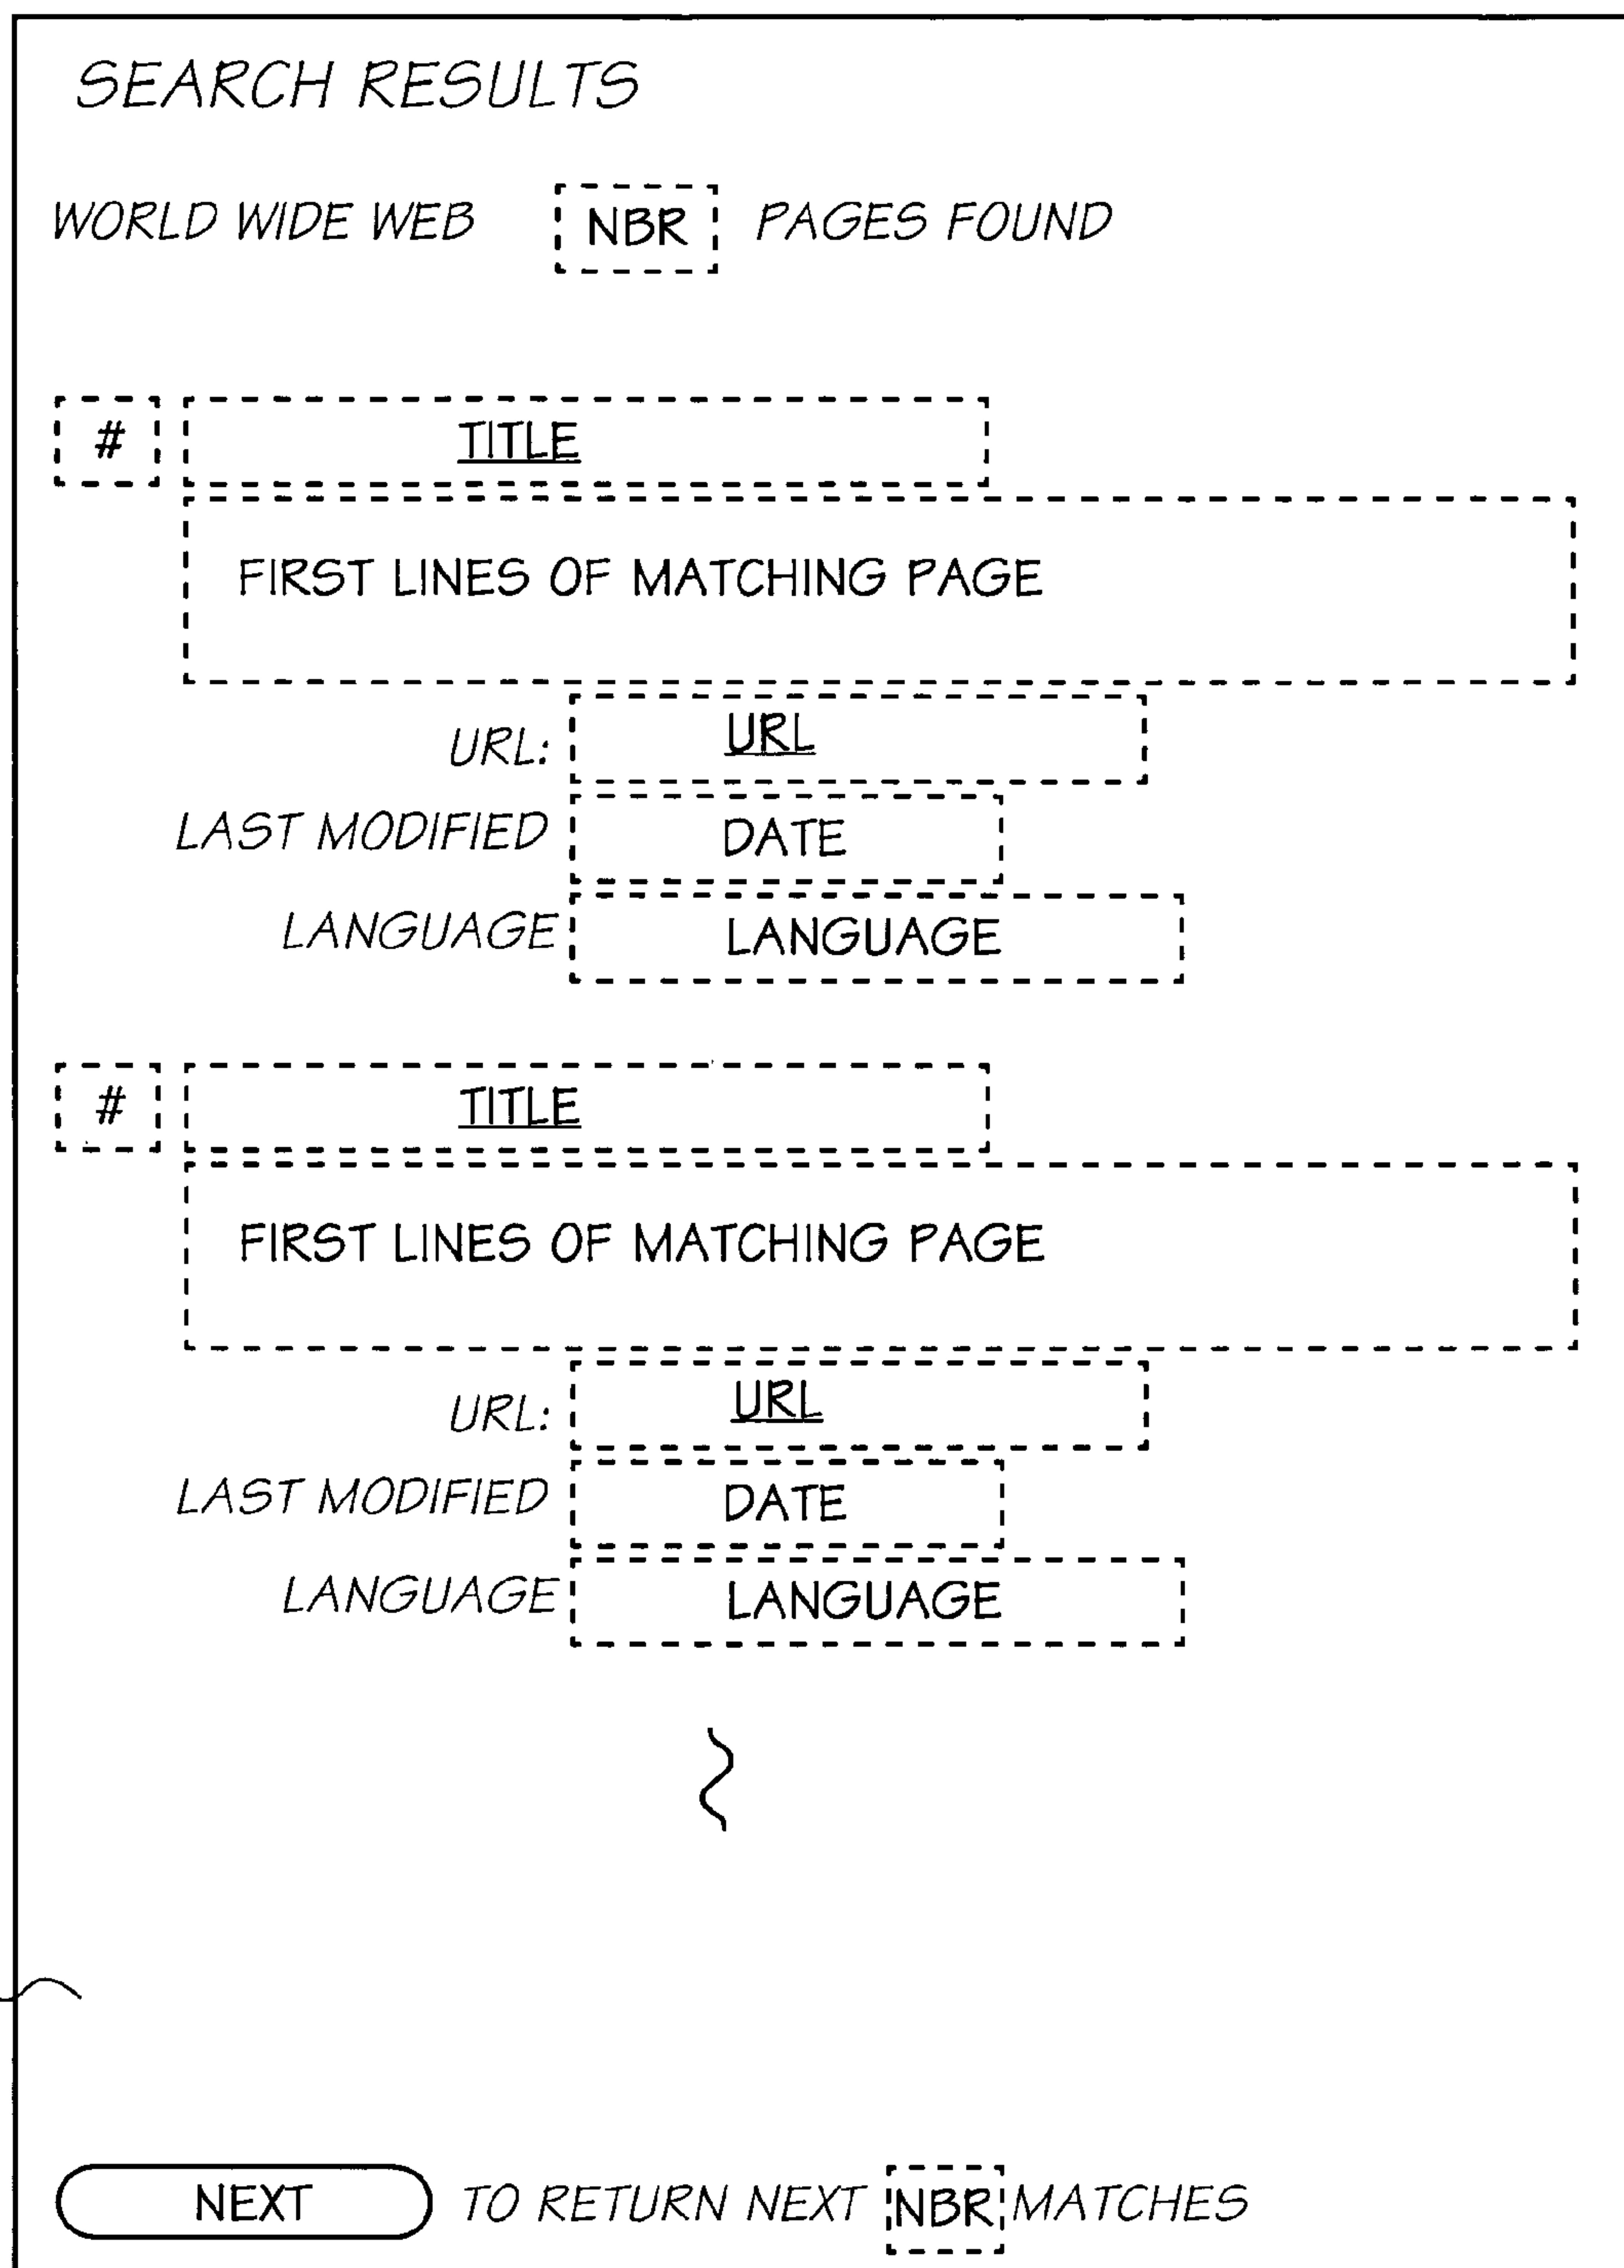 SEARCH RESULTS
WORLD WIDE WEB NBR PAGES FOUND
# TITLE
FIRST LINES OF MATCHING PAGE
URL: URL
LAST MODIFIED DATE
LANGUAGE LANGUAGE
# TITLE
FIRST LINES OF MATCHING PAGE
URL: URL
LAST MODIFIED DATE
LANGUAGE LANGUAGE
NEXT TO RETURN NEXT NBR MATCHES